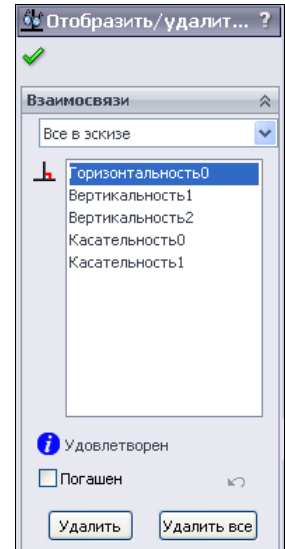 Отобразить/удалит... ?
Взаимосвязи
Все в эскизе
Горизонтальность0
Вертикальность1
Вертикальность2
Касательность0
Касательность1
Удовлетворен
Погашен
Удалить Удалить все